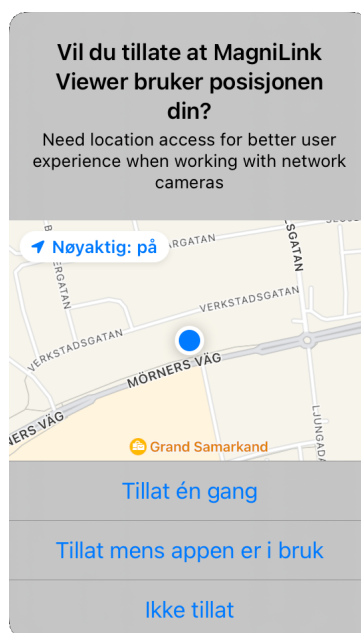 Vil du tillate at MagniLink
Viewer bruker posisjonen
din?
Need location access for better user
experience when working with network
cameras
Nøyaktig: på
SGATAN
VERKSTADSGATAN
VERKSTADSGATAN
MÖRNERS VÄG
NERS VÄG
LJUNGADA
Grand Samarkand
Tillat én gang
Tillat mens appen er i bruk
Ikke tillat